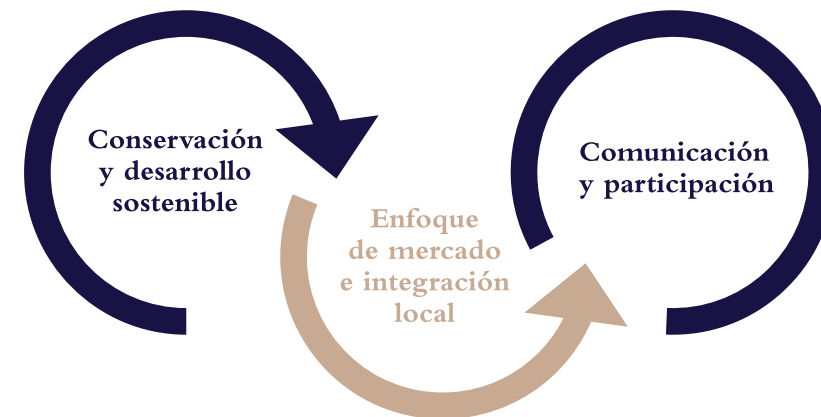 Conservación
y desarrollo
sostenible
Enfoque
de mercado
e integración
local
Comunicación
y participación